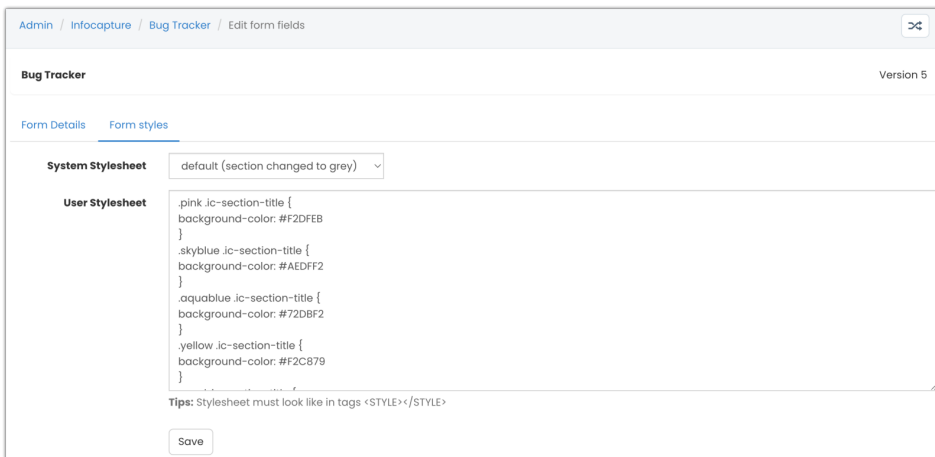 Admin / Infocapture / Bug Tracker / Edit form fields
Bug Tracker Version 5
Form Details Form styles
System Stylesheet default (section changed to grey)
User Stylesheet .pink .ic-section-title {
background-color: #F2DFEB
}
.skyblue .ic-section-title {
background-color: #AEDFF2
}
.aquablue .ic-section-title {
background-color: #72DBF2
}
.yellow .ic-section-title {
background-color: #F2C879
}
Tips: Stylesheet must look like in tags <STYLE></STYLE>
Save